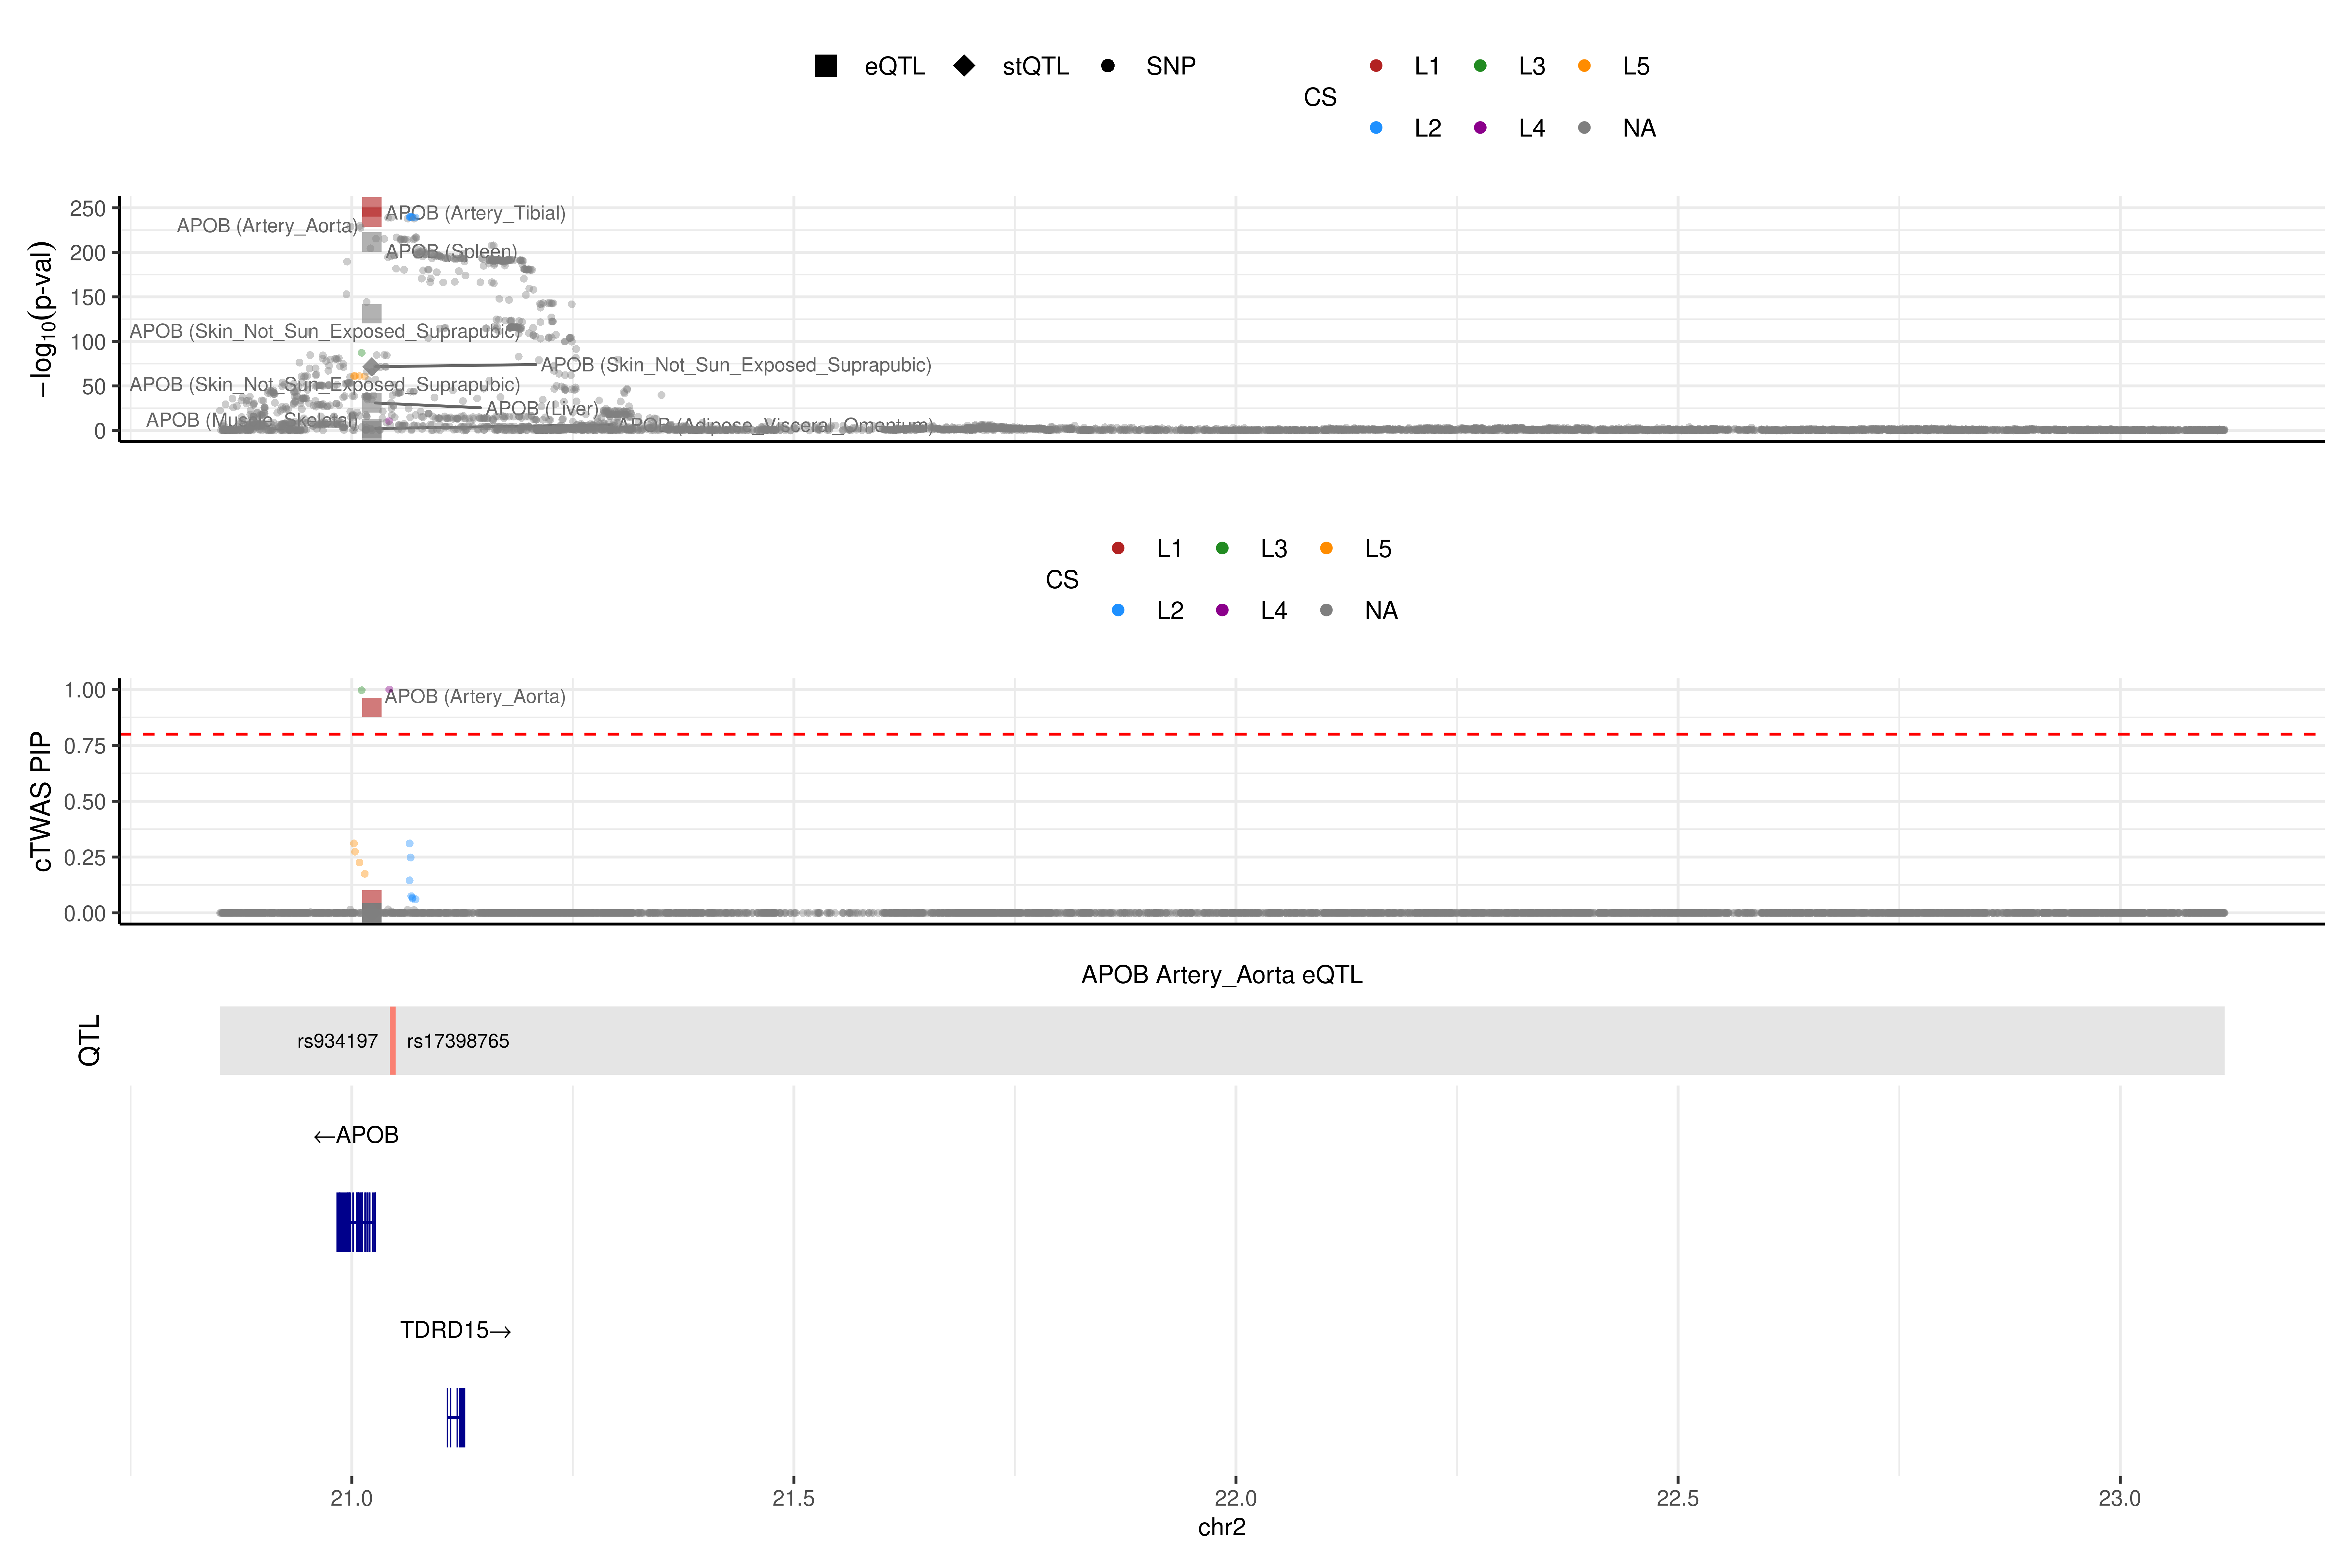 eQTL stQTL SNP
CS
L1 L3 L5
L2 L4 NA
−log10(p-val)
250
200
150
100
50
0
APOB (Artery_Tibial)
APOB (Artery_Aorta)
APOB (Spleen)
APOB (Skin_Not_Sun_Exposed_Suprapubic)
APOB (Skin_Not_Sun_Exposed_Suprapubic)
APOB (Skin_Not_Sun_Exposed_Suprapubic)
APOB (Liver)
APOB (Muscle_Skeletal)
APOB (Adipose_Visceral_Omentum)
CS
L1 L3 L5
L2 L4 NA
cTWAS PIP
1.00
0.75
0.50
0.25
0.00
APOB (Artery_Aorta)
APOB Artery_Aorta eQTL
QTL
rs934197 rs17398765
←APOB
TDRD15→
21.0 21.5 22.0 22.5 23.0
chr2